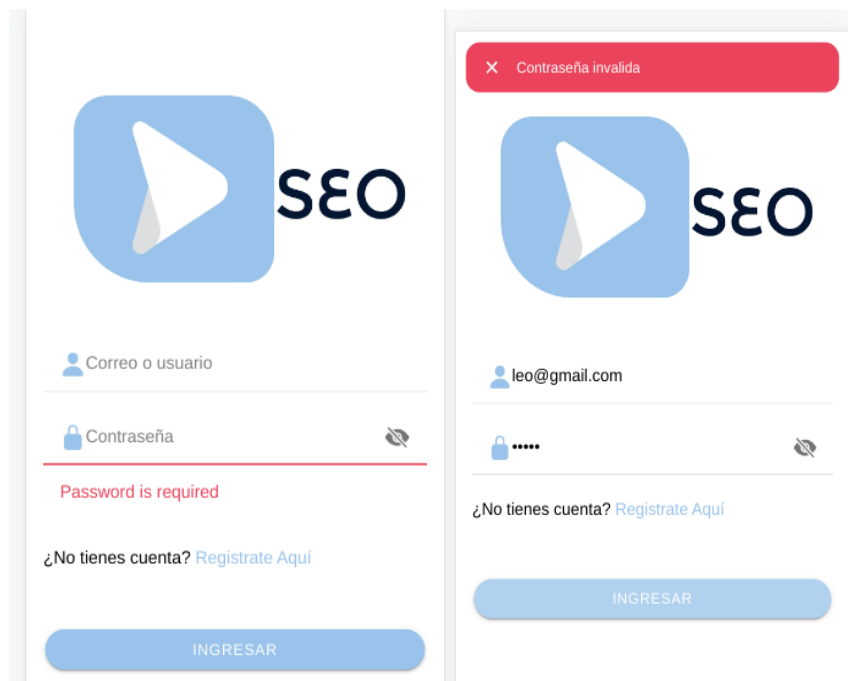 SEO
Correo o usuario
Contraseña
Password is required
¿No tienes cuenta? Registrate Aquí
INGRESAR
Contraseña invalida
SEO
leo@gmail.com
•••••
¿No tienes cuenta? Registrate Aquí
INGRESAR